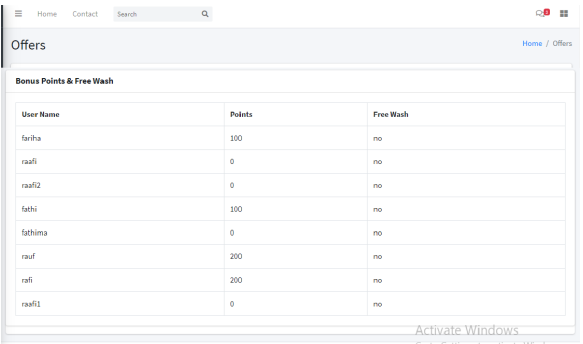 Home Contact Search
Offers
Home / Offers
Bonus Points & Free Wash
User Name Points Free Wash
fariha 100 no
raafi 0 no
raafi2 0 no
fathi 100 no
fathima 0 no
rauf 200 no
rafi 200 no
raafi1 0 no
Activate Windows